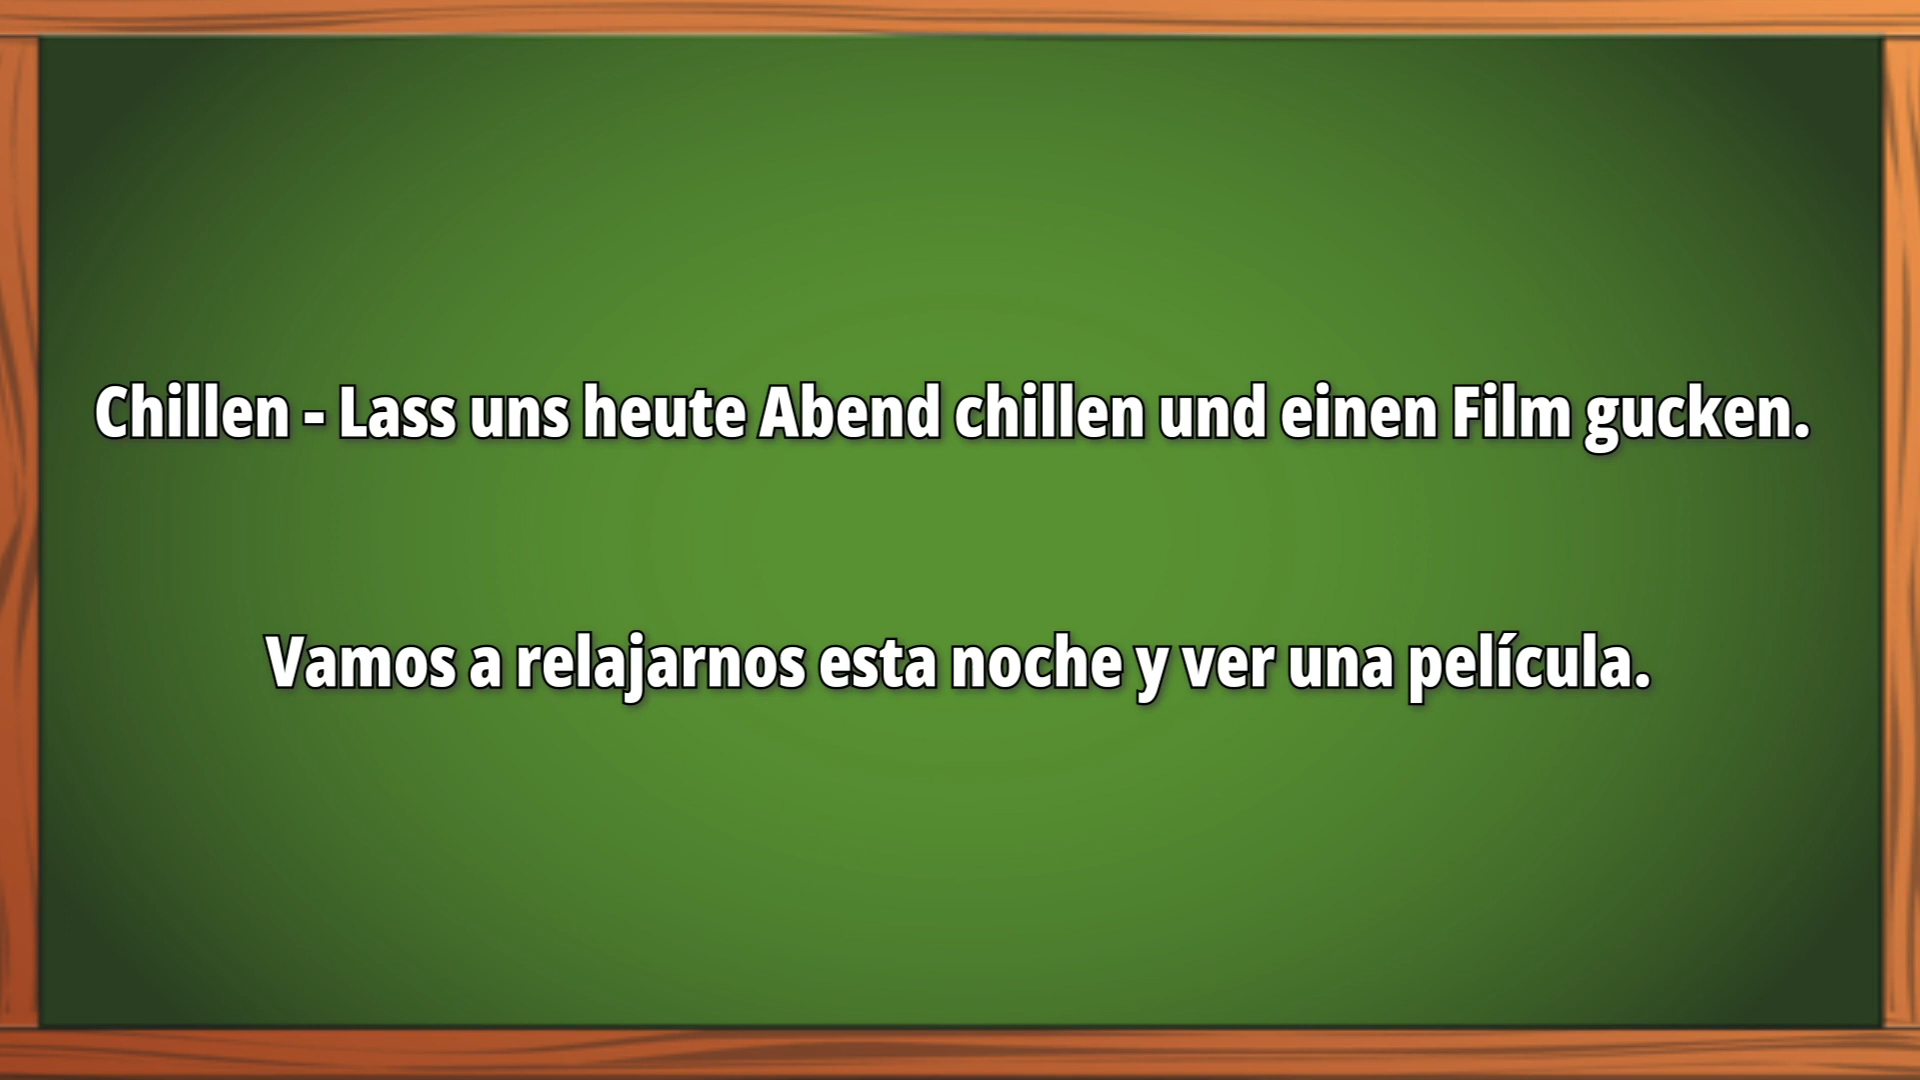 Chillen - Lass uns heute Abend chillen und einen Film gucken.
Vamos a relajarnos esta noche y ver una película.